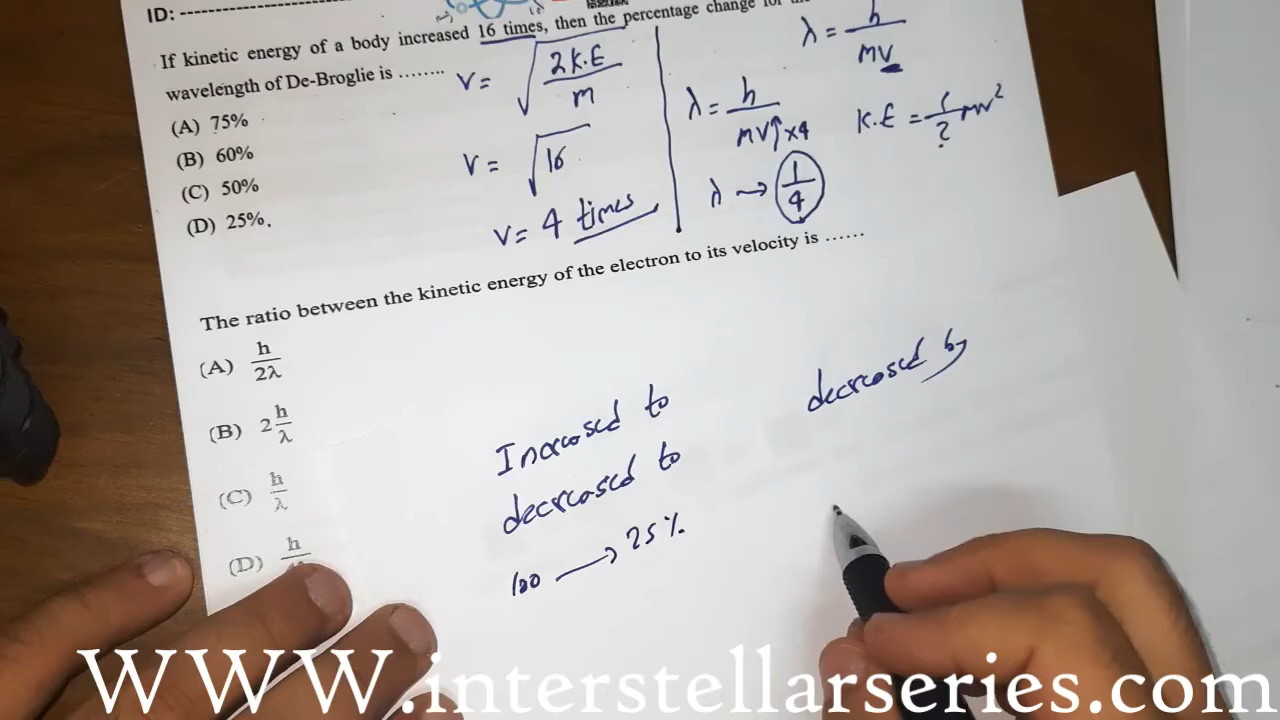 ID: --------------------
If kinetic energy of a body increased 16 times, then the percentage change for the
wavelength of De-Broglie is ........
(A) 75%
(B) 60%
(C) 50%
(D) 25%.
V = √(2K.E / m)
V = √16
V = 4 times
λ = h / mv
λ = h / mv↑ x4
K.E = 1/2 mv²
λ → 1/4
The ratio between the kinetic energy of the electron to its velocity is ......
(A) h/2λ
(B) 2 h/λ
(C) h/λ
(D) h
Increased to
decreased to
100 → 25%
decreased by
WWW.interstellarseries.com